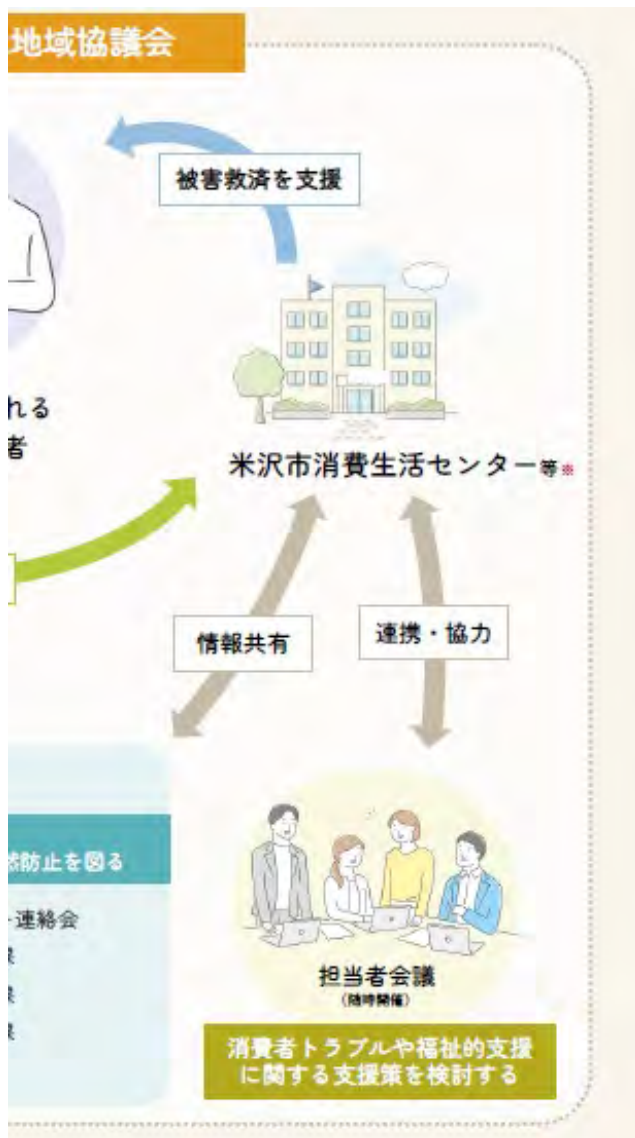 地域協議会
被害救済を支援
れる
者
米沢市消費生活センター等※
情報共有
連携・協力
然防止を図る
連絡会
担当者会議
(随時開催)
消費者トラブルや福祉的支援
に関する支援策を検討する